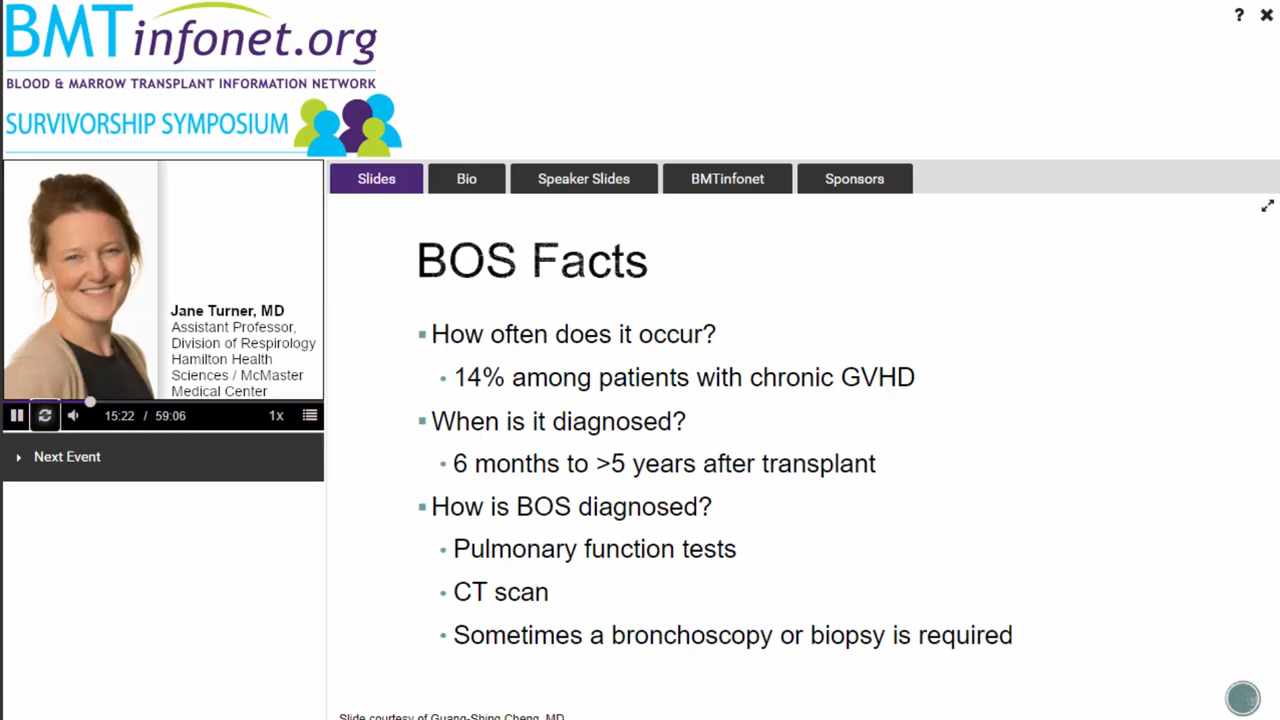 BMTinfonet.org
BLOOD & MARROW TRANSPLANT INFORMATION NETWORK
SURVIVORSHIP SYMPOSIUM
?
Jane Turner, MD
Assistant Professor,
Division of Respirology
Hamilton Health
Sciences / McMaster
Medical Center
15:22 / 59:06 1x
Next Event
Slides Bio Speaker Slides BMTinfonet Sponsors
BOS Facts
How often does it occur?
14% among patients with chronic GVHD
When is it diagnosed?
6 months to >5 years after transplant
How is BOS diagnosed?
Pulmonary function tests
CT scan
Sometimes a bronchoscopy or biopsy is required
Slide courtesy of Guang-Shing Cheng, MD